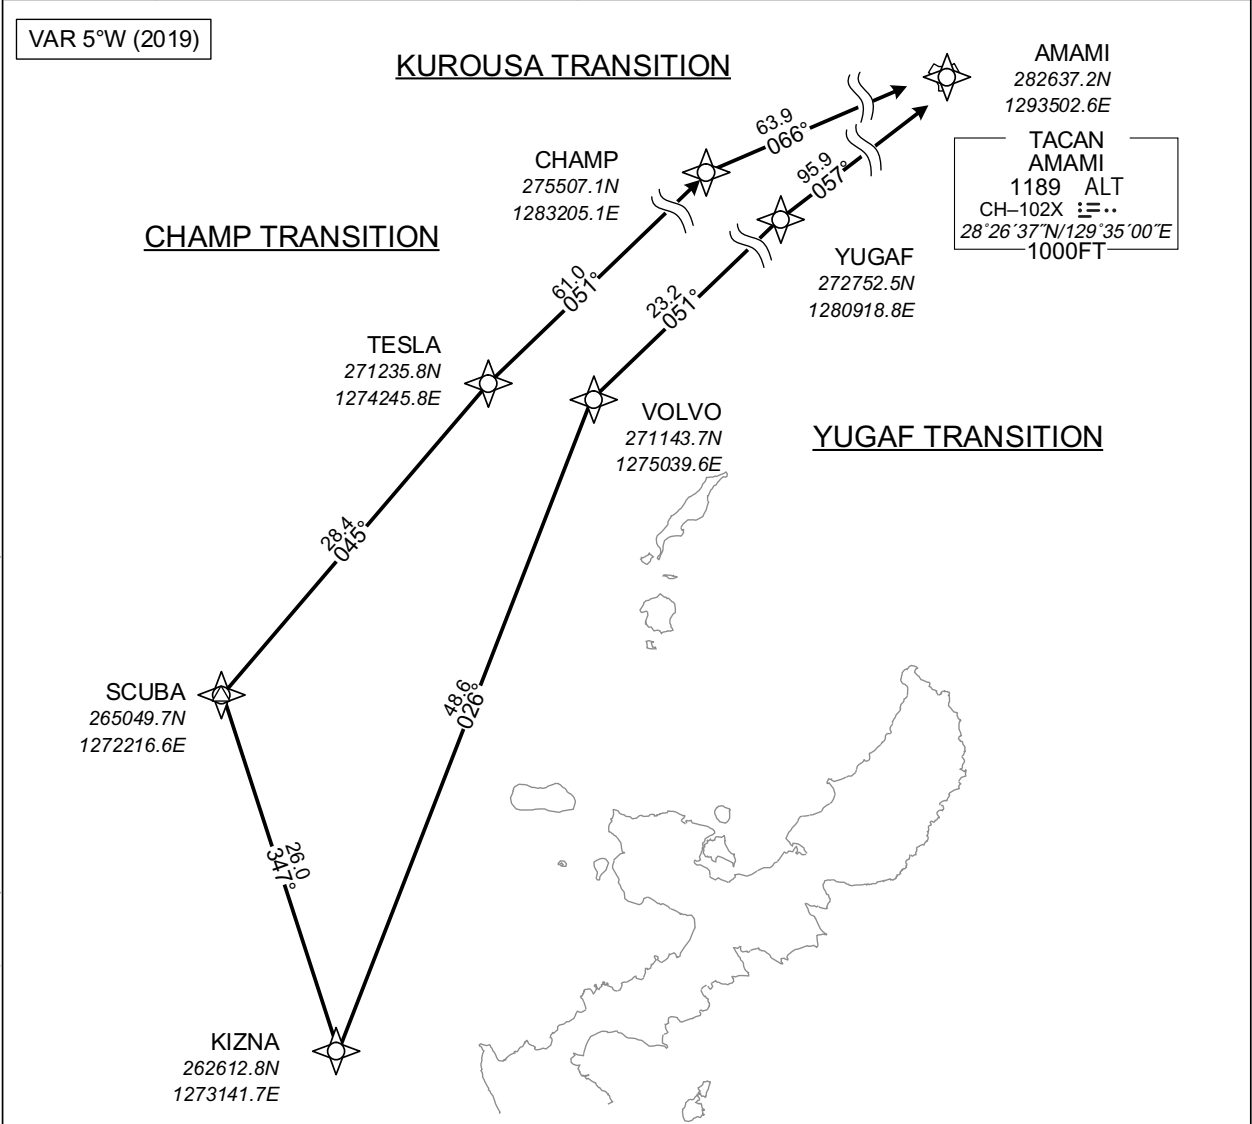 VAR 5°W (2019)
KUROUSA TRANSITION
AMAMI
282637.2N
1293502.6E
TACAN
AMAMI
1189 ALT
CH–102X
28°26′37″N/129°35′00″E
1000FT
63.9
066°
CHAMP
275507.1N
1283205.1E
95.9
057°
CHAMP TRANSITION
YUGAF
272752.5N
1280918.8E
61.0
051°
23.2
051°
TESLA
271235.8N
1274245.8E
VOLVO
271143.7N
1275039.6E
YUGAF TRANSITION
28.4
045°
SCUBA
265049.7N
1272216.6E
48.6
026°
26.0
347°
KIZNA
262612.8N
1273141.7E